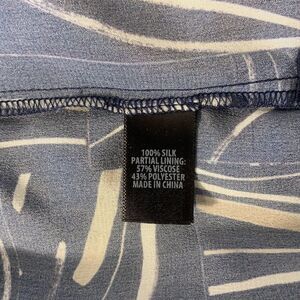 100% SILK
PARTIAL LINING:
57% VISCOSE
43% POLYESTER
MADE IN CHINA